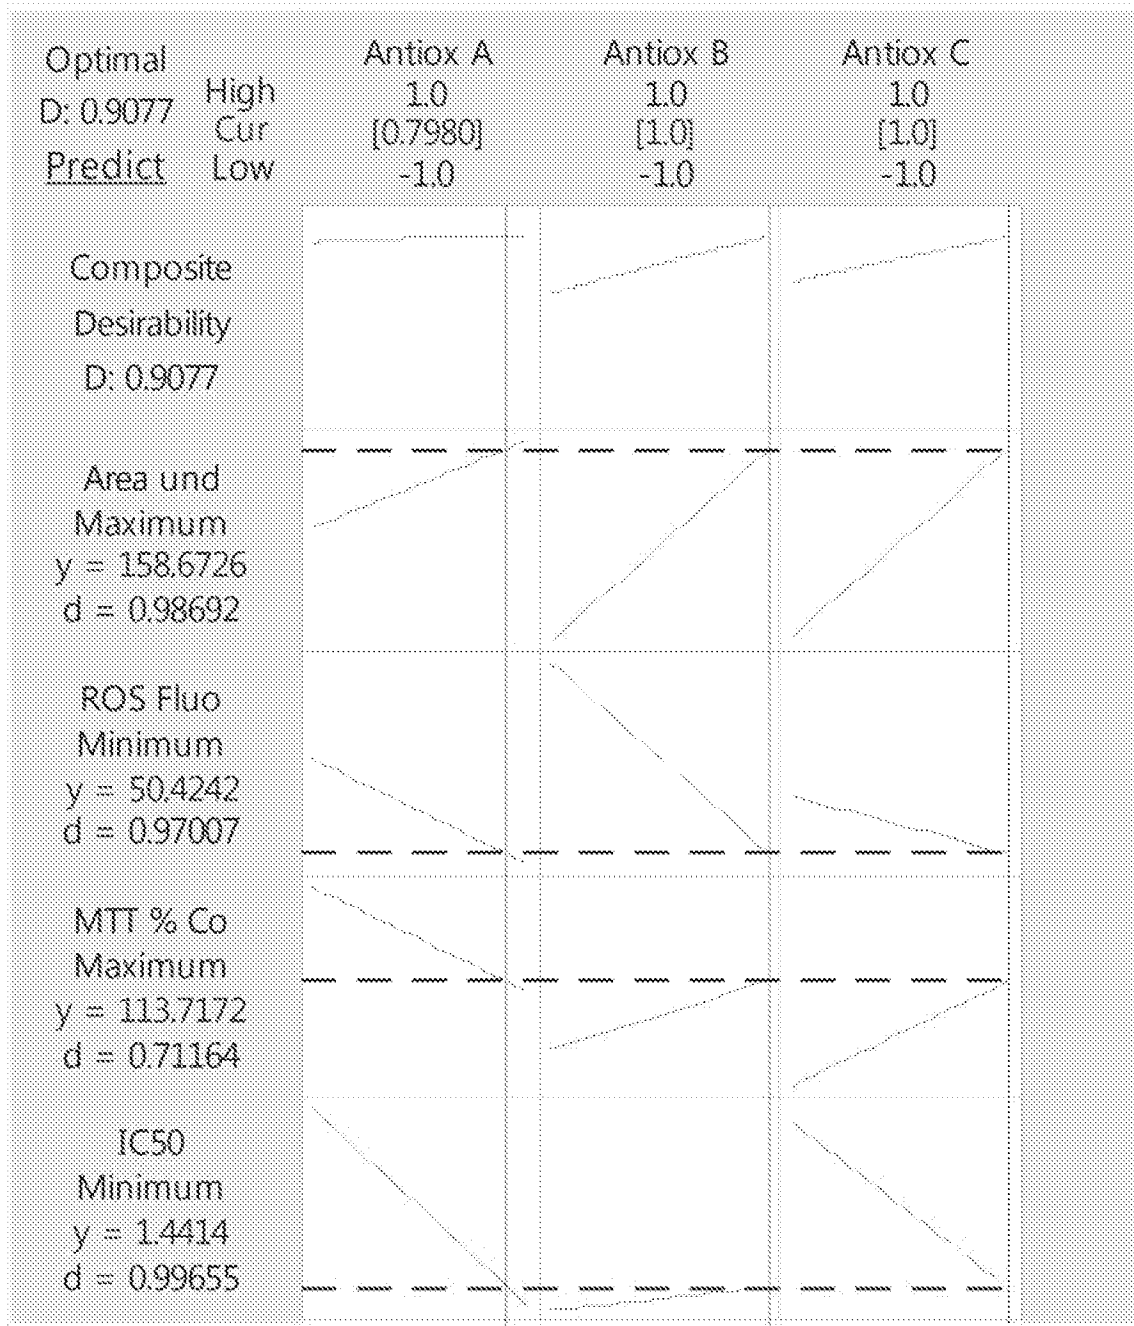 Optimal
D: 0.9077
Predict
High
Cur
Low
Antiox A
1.0
[0.7980]
-1.0
Antiox B
1.0
[1.0]
-1.0
Antiox C
1.0
[1.0]
-1.0
Composite
Desirability
D: 0.9077
Area und
Maximum
y = 158.6726
d = 0.98692
ROS Fluo
Minimum
y = 50.4242
d = 0.97007
MTT % Co
Maximum
y = 113.7172
d = 0.71164
IC50
Minimum
y = 1.4414
d = 0.99655